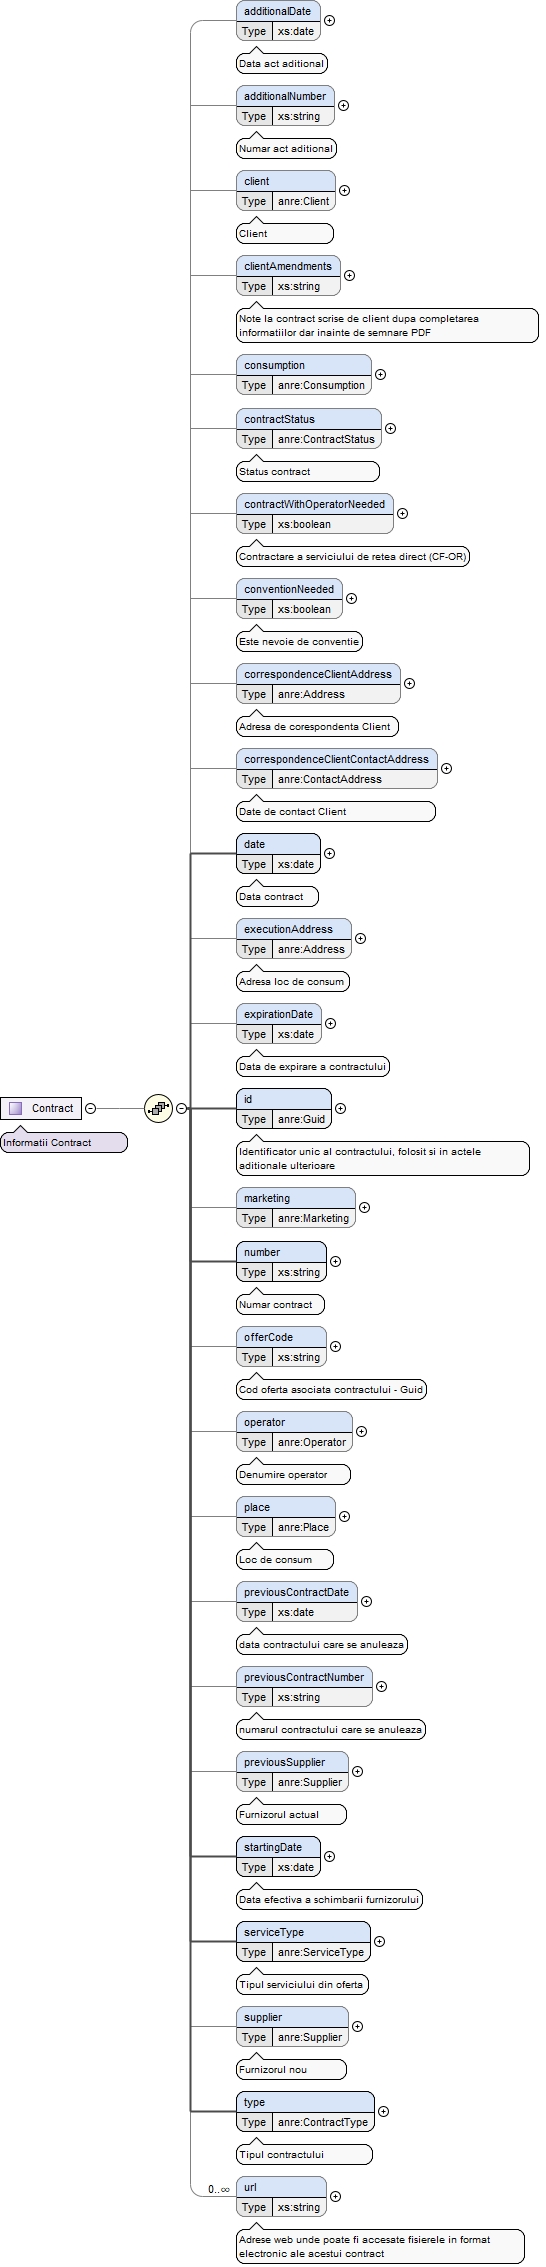 additionalDate
Type xs:date
Data act aditional
additionalNumber
Type xs:string
Numar act aditional
client
Type anre:Client
Client
clientAmendments
Type xs:string
Note la contract scrise de client dupa completarea
informatiilor dar inainte de semnare PDF
consumption
Type anre:Consumption
contractStatus
Type anre:ContractStatus
Status contract
contractWithOperatorNeeded
Type xs:boolean
Contractare a serviciului de retea direct (CF-OR)
conventionNeeded
Type xs:boolean
Este nevoie de conventie
correspondenceClientAddress
Type anre:Address
Adresa de corespondenta Client
correspondenceClientContactAddress
Type anre:ContactAddress
Date de contact Client
date
Type xs:date
Data contract
executionAddress
Type anre:Address
Adresa loc de consum
expirationDate
Type xs:date
Data de expirare a contractului
Contract
Informatii Contract
id
Type anre:Guid
Identificator unic al contractului, folosit si in actele
aditionale ulterioare
marketing
Type anre:Marketing
number
Type xs:string
Numar contract
offerCode
Type xs:string
Cod oferta asociata contractului - Guid
operator
Type anre:Operator
Denumire operator
place
Type anre:Place
Loc de consum
previousContractDate
Type xs:date
data contractului care se anuleaza
previousContractNumber
Type xs:string
numarul contractului care se anuleaza
previousSupplier
Type anre:Supplier
Furnizorul actual
startingDate
Type xs:date
Data efectiva a schimbarii furnizorului
serviceType
Type anre:ServiceType
Tipul serviciului din oferta
supplier
Type anre:Supplier
Furnizorul nou
type
Type anre:ContractType
Tipul contractului
0..∞
url
Type xs:string
Adrese web unde poate fi accesate fisierele in format
electronic ale acestui contract